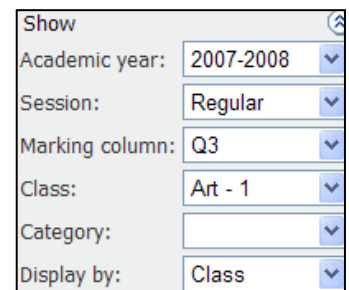 Show
Academic year: 2007-2008
Session: Regular
Marking column: Q3
Class: Art - 1
Category:
Display by: Class